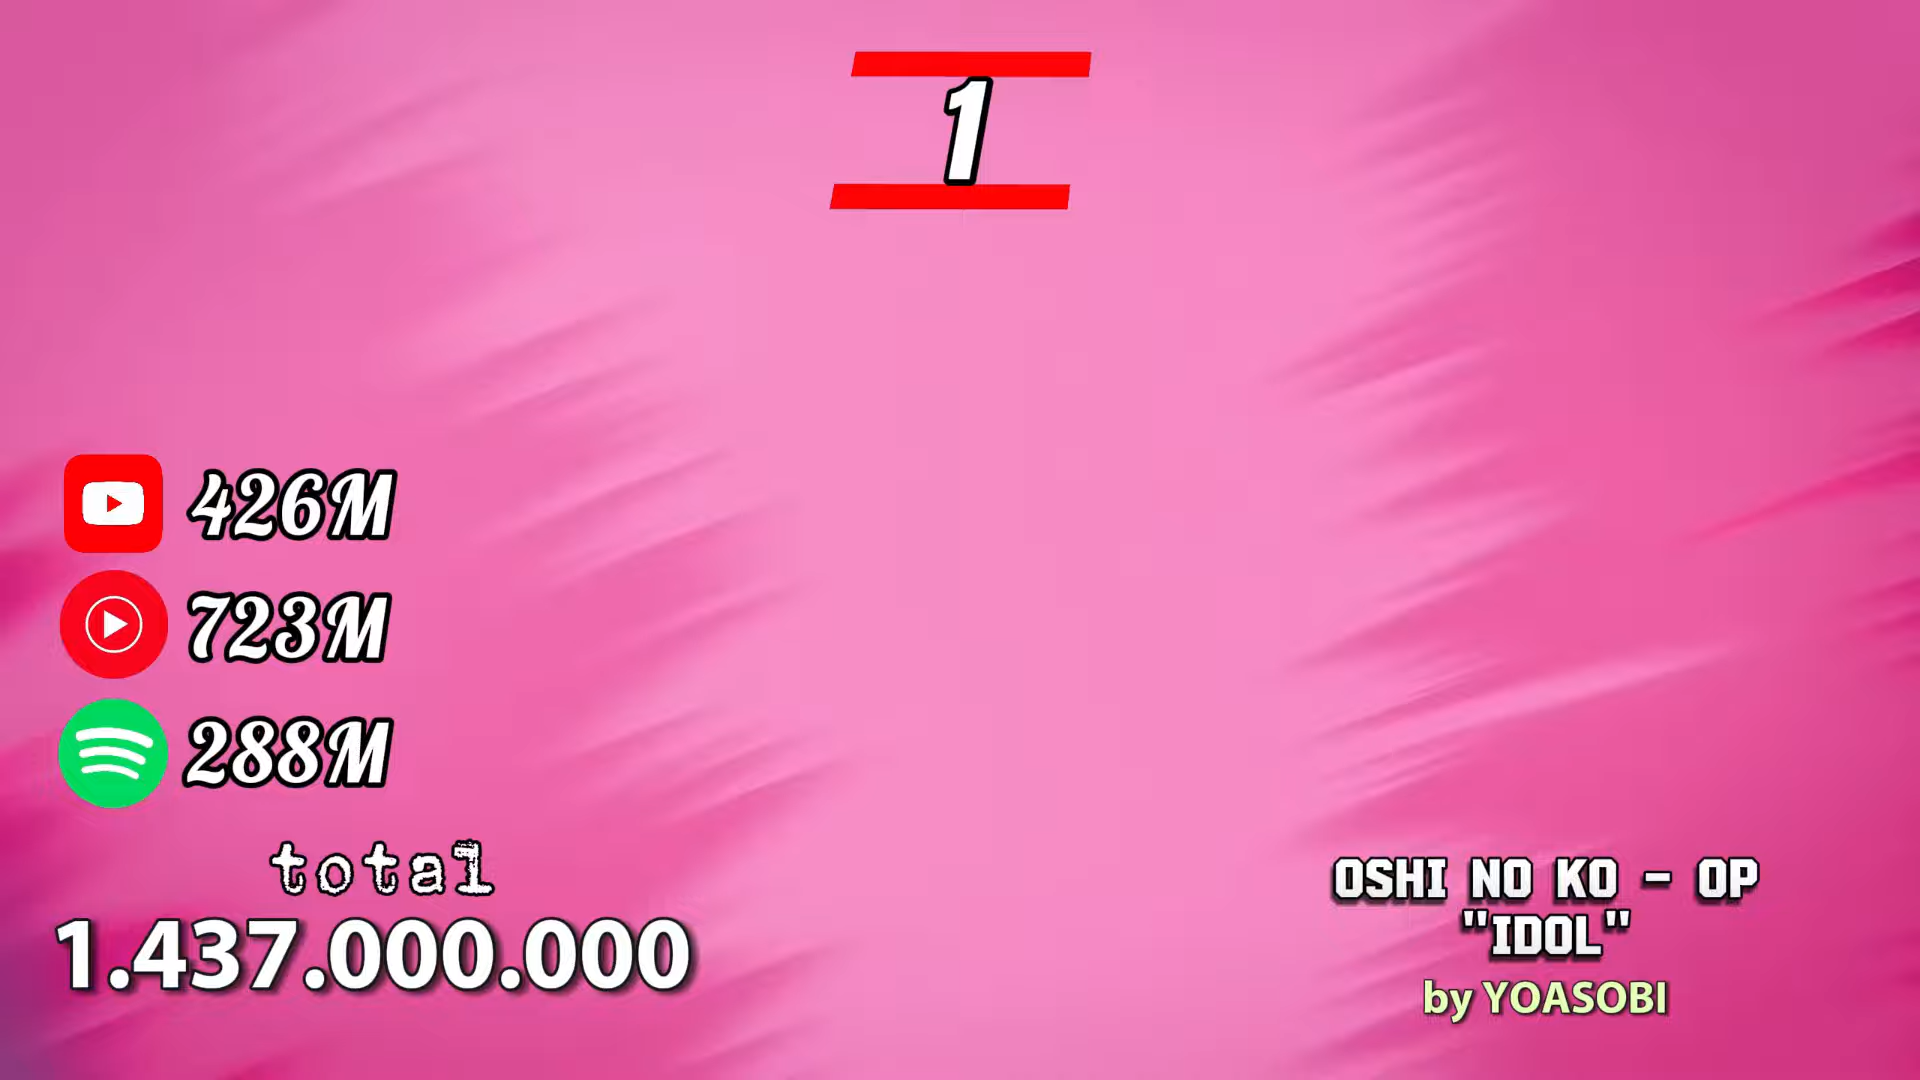 1
426M
723M
288M
total
1.437.000.000
OSHI NO KO - OP
"IDOL"
by YOASOBI